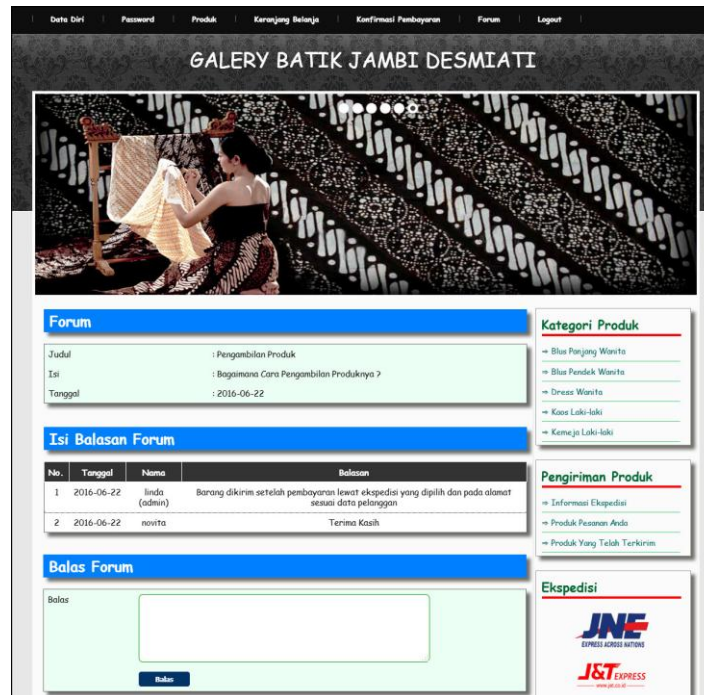 Data Diri
Password
Produk
Keranjang Belanja
Konfirmasi Pembayaran
Forum
Logout
GALERY BATIK JAMBI DESMIATI
Forum
Judul : Pengambilan Produk
Isi : Bagaimana Cara Pengambilan Produknya ?
Tanggal : 2016-06-22
Isi Balasan Forum
No. Tanggal Nama Balasan
1 2016-06-22 linda (admin) Barang dikirim setelah pembayaran lewat ekspedisi yang dipilih dan pada alamat
sesuai data pelanggan
2 2016-06-22 novita Terima Kasih
Balas Forum
Balas
Balas
Kategori Produk
⇒ Blus Panjang Wanita
⇒ Blus Pendek Wanita
⇒ Dress Wanita
⇒ Kaos Laki-laki
⇒ Kemeja Laki-laki
Pengiriman Produk
⇒ Informasi Ekspedisi
⇒ Produk Pesanan Anda
⇒ Produk Yang Telah Terkirim
Ekspedisi
JNE
EXPRESS ACROSS NATIONS
J&T EXPRESS
www.jet.co.id